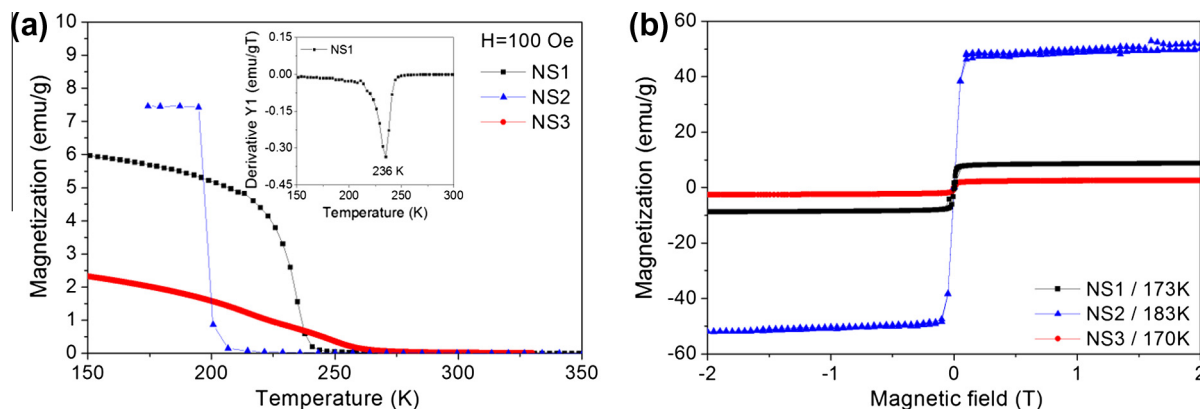 (a)
Magnetization (emu/g)
10
9
8
7
6
5
4
3
2
1
0
150 200 250 300 350
Temperature (K)
H=100 Oe
NS1
NS2
NS3
Derivative Y1 (emu/gT)
0.15
0.00
-0.15
-0.30
-0.45
NS1
236 K
150 200 250 300
Temperature (K)
(b)
Magnetization (emu/g)
60
40
20
0
-20
-40
-60
-2 -1 0 1 2
Magnetic field (T)
NS1 / 173K
NS2 / 183K
NS3 / 170K